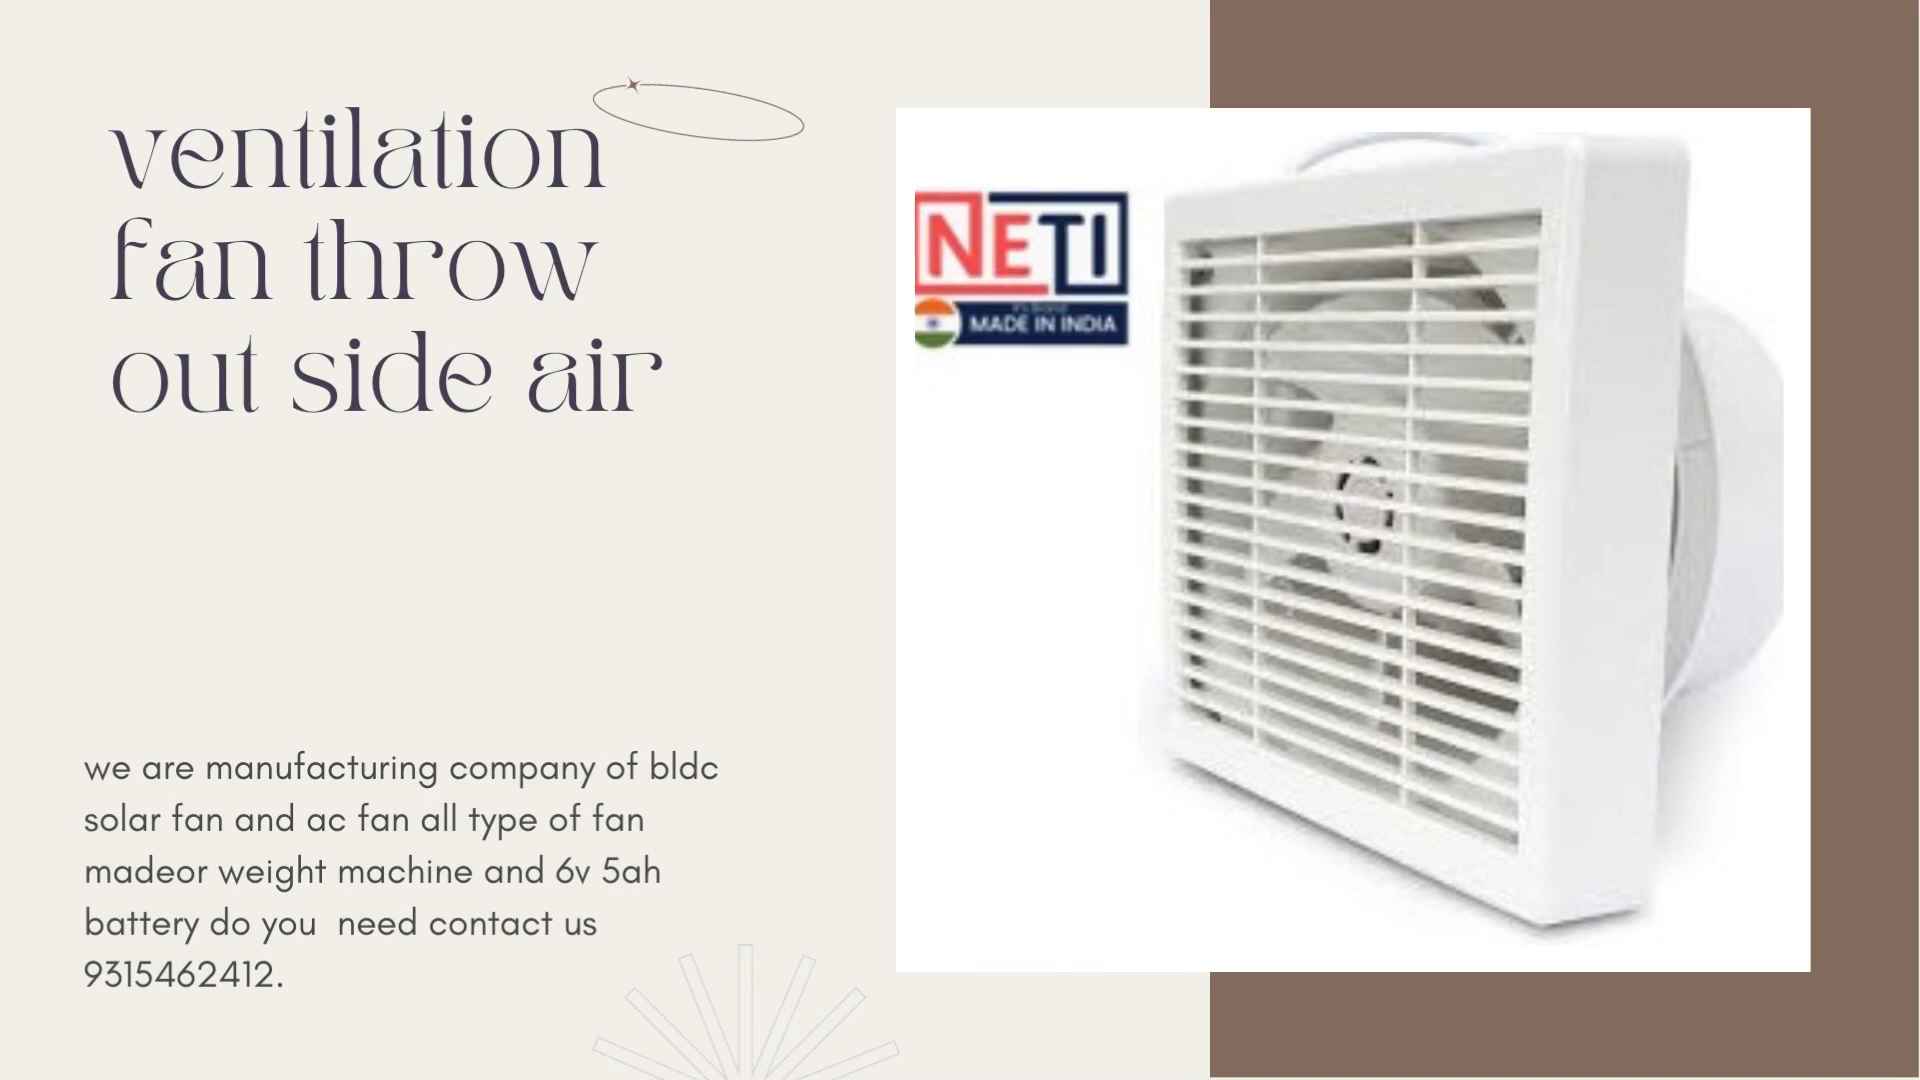 ventilation
fan throw
out side air
NETI
MADE IN INDIA
we are manufacturing company of bldc
solar fan and ac fan all type of fan
madeor weight machine and 6v 5ah
battery do you  need contact us
9315462412.